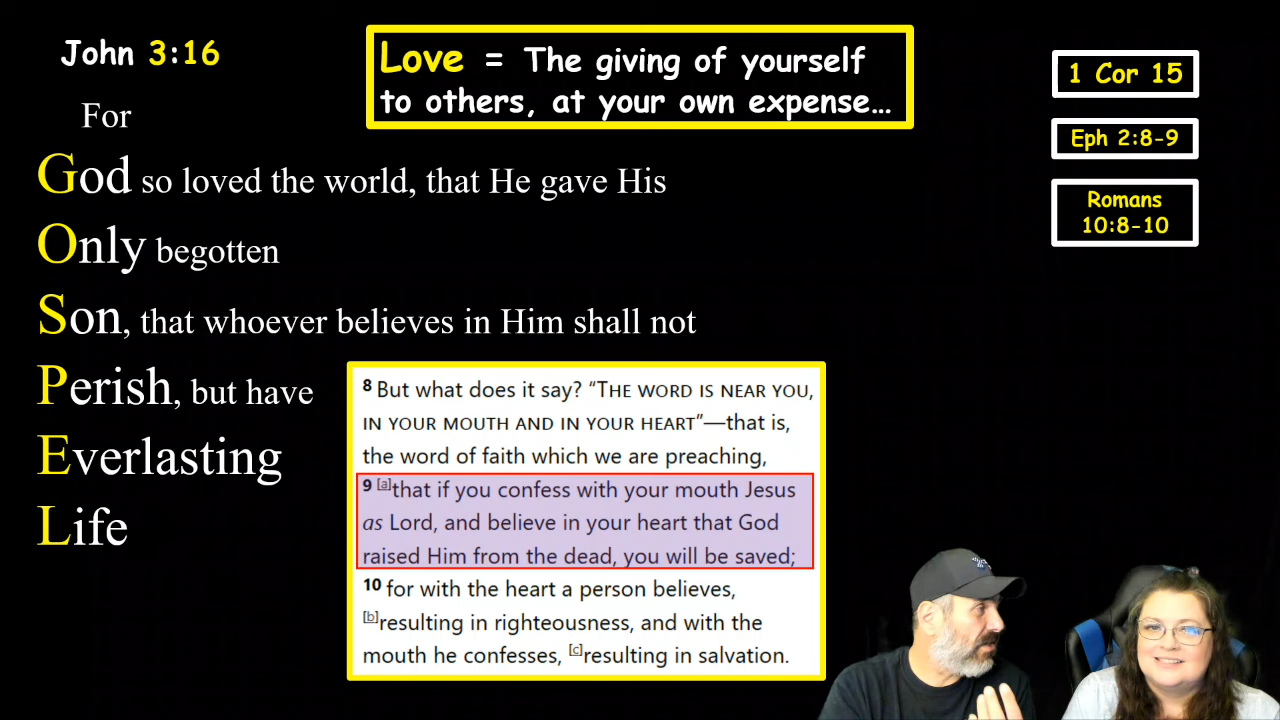 John 3:16
Love = The giving of yourself
to others, at your own expense…
1 Cor 15
Eph 2:8-9
Romans
10:8-10
For
God so loved the world, that He gave His
Only begotten
Son, that whoever believes in Him shall not
Perish, but have
Everlasting
Life
8 But what does it say? “THE WORD IS NEAR YOU,
IN YOUR MOUTH AND IN YOUR HEART”—that is,
the word of faith which we are preaching,
9 [a]that if you confess with your mouth Jesus
as Lord, and believe in your heart that God
raised Him from the dead, you will be saved;
10 for with the heart a person believes,
[b]resulting in righteousness, and with the
mouth he confesses, [c]resulting in salvation.